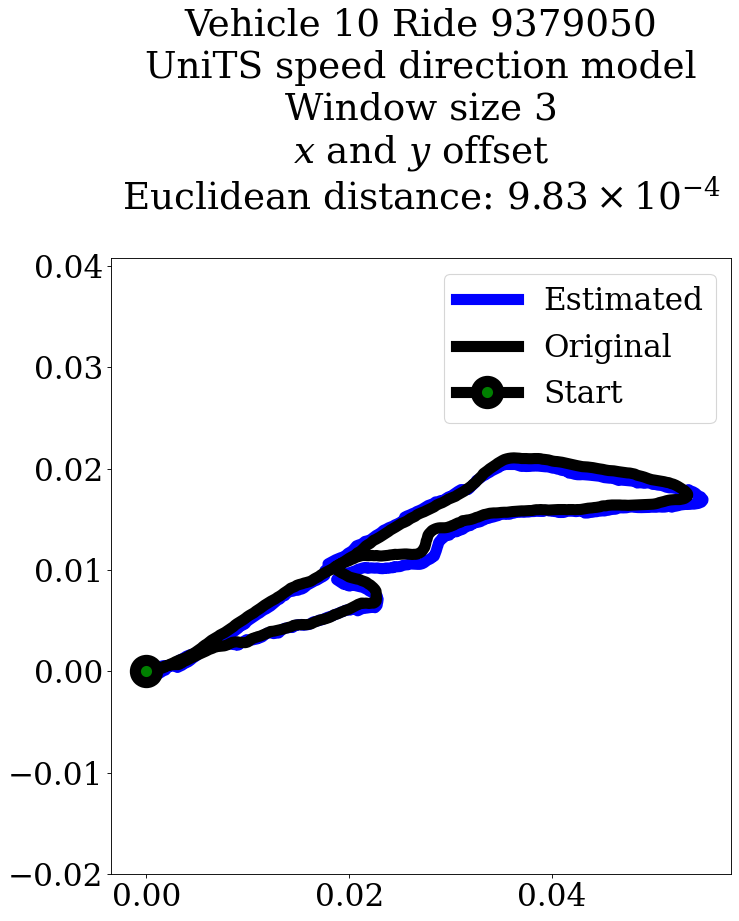 Vehicle 10 Ride 9379050
UniTS speed direction model
Window size 3
x and y offset
Euclidean distance: 9.83 × 10⁻⁴
0.04
0.03
0.02
0.01
0.00
−0.01
−0.02
Estimated
Original
Start
0.00 0.02 0.04